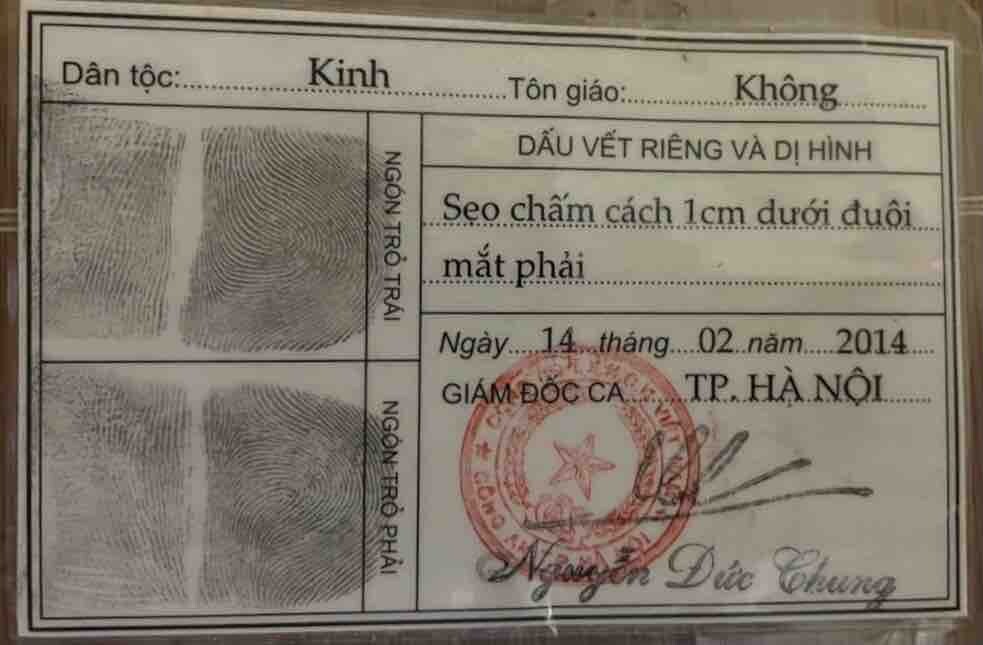 Dân tộc: Kinh Tôn giáo: Không
NGÓN TRỎ TRÁI
DẤU VẾT RIÊNG VÀ DỊ HÌNH
Sẹo chấm cách 1cm dưới đuôi
mắt phải
Ngày 14 tháng 02 năm 2014
GIÁM ĐỐC CA TP. HÀ NỘI
NGÓN TRỎ PHẢI
Nguyễn Đức Chung